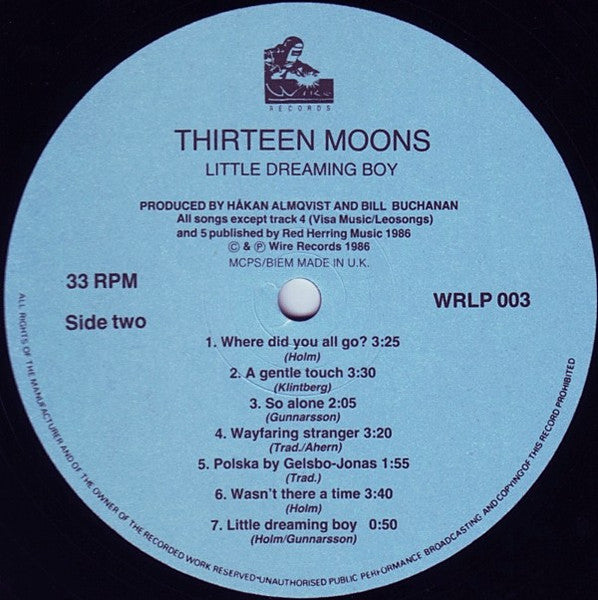 Wire
RECORDS
THIRTEEN MOONS
LITTLE DREAMING BOY
PRODUCED BY HÅKAN ALMQVIST AND BILL BUCHANAN
All songs except track 4 (Visa Music/Leosongs)
and 5 published by Red Herring Music 1986
© & ℗ Wire Records 1986
MCPS/BIEM MADE IN U.K.
33 RPM
WRLP 003
Side two
1. Where did you all go? 3:25
(Holm)
2. A gentle touch 3:30
(Klintberg)
3. So alone 2:05
(Gunnarsson)
4. Wayfaring stranger 3:20
(Trad./Ahern)
5. Polska by Gelsbo-Jonas 1:55
(Trad.)
6. Wasn't there a time 3:40
(Holm)
7. Little dreaming boy 0:50
(Holm/Gunnarsson)
ALL RIGHTS OF THE MANUFACTURER AND OF THE OWNER OF THE RECORDED WORK RESERVED•UNAUTHORISED PUBLIC PERFORMANCE BROADCASTING AND COPYING OF THIS RECORD PROHIBITED